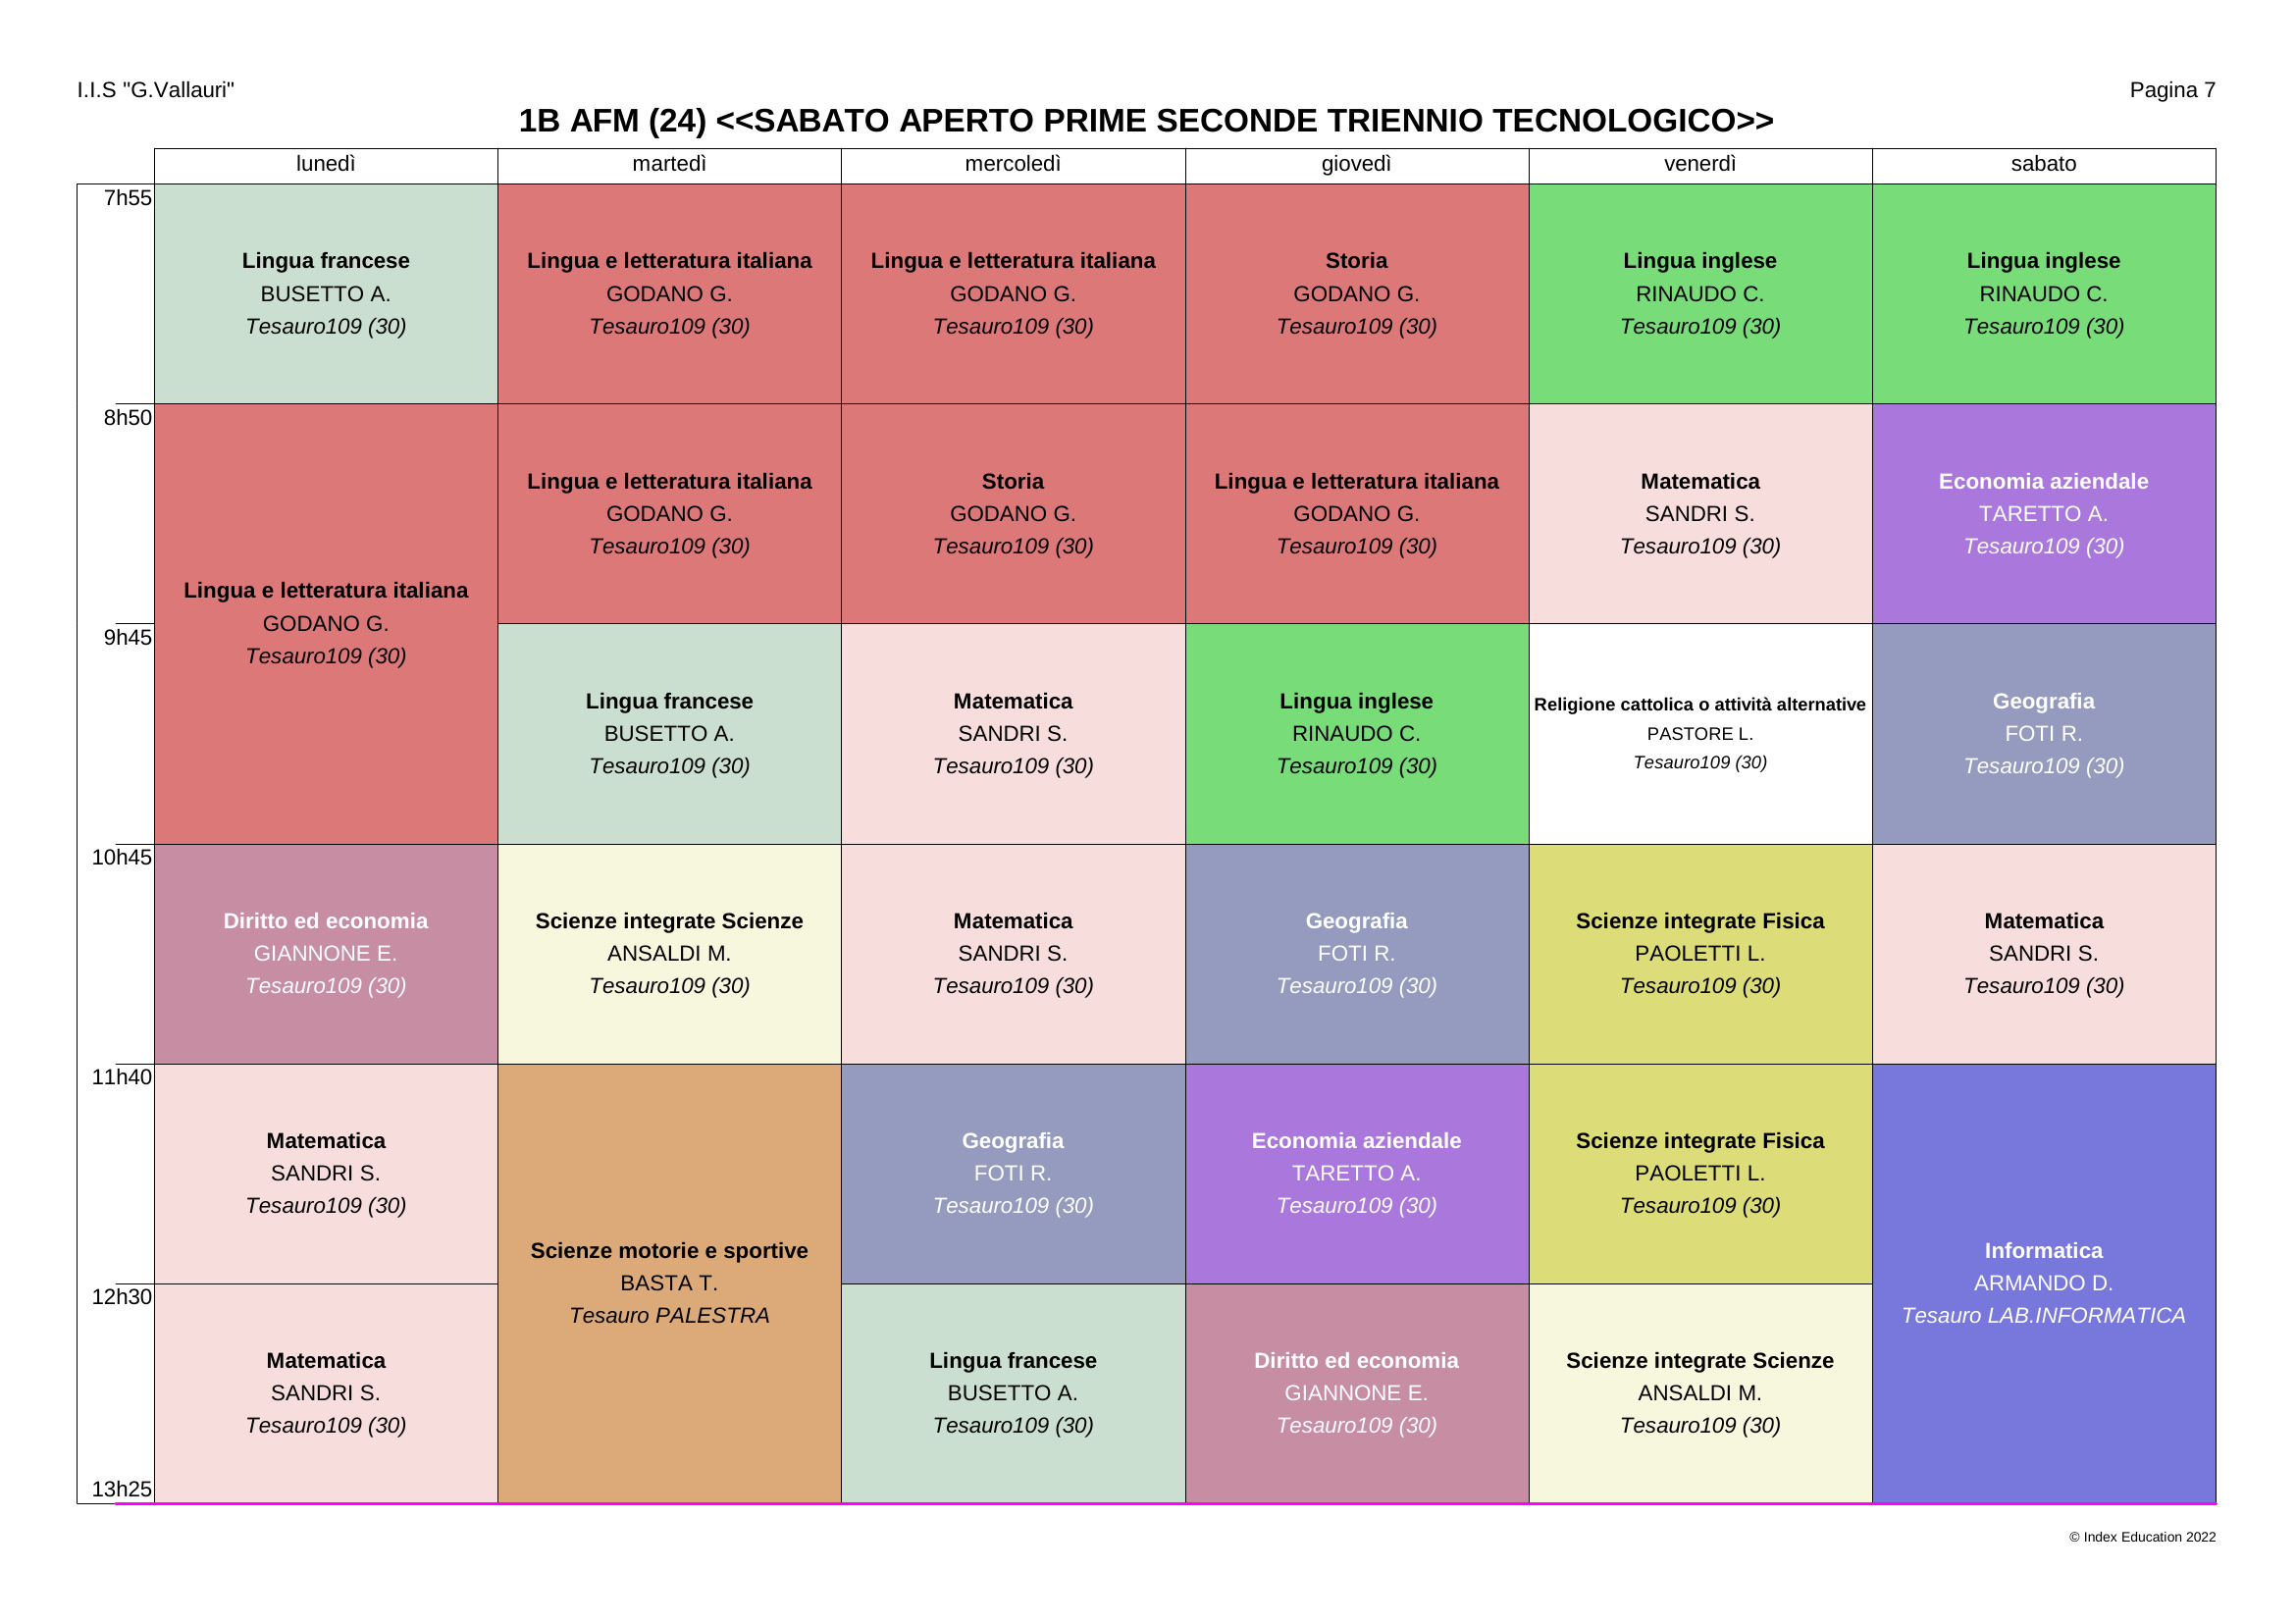 I.I.S "G.Vallauri"
Pagina 7
1B AFM (24) <<SABATO APERTO PRIME SECONDE TRIENNIO TECNOLOGICO>>
lunedì martedì mercoledì giovedì venerdì sabato
7h55
Lingua francese
BUSETTO A.
Tesauro109 (30)
Lingua e letteratura italiana
GODANO G.
Tesauro109 (30)
Lingua e letteratura italiana
GODANO G.
Tesauro109 (30)
Storia
GODANO G.
Tesauro109 (30)
Lingua inglese
RINAUDO C.
Tesauro109 (30)
Lingua inglese
RINAUDO C.
Tesauro109 (30)
8h50
Lingua e letteratura italiana
GODANO G.
Tesauro109 (30)
Lingua e letteratura italiana
GODANO G.
Tesauro109 (30)
Storia
GODANO G.
Tesauro109 (30)
Lingua e letteratura italiana
GODANO G.
Tesauro109 (30)
Matematica
SANDRI S.
Tesauro109 (30)
Economia aziendale
TARETTO A.
Tesauro109 (30)
9h45
Lingua francese
BUSETTO A.
Tesauro109 (30)
Matematica
SANDRI S.
Tesauro109 (30)
Lingua inglese
RINAUDO C.
Tesauro109 (30)
Religione cattolica o attività alternative
PASTORE L.
Tesauro109 (30)
Geografia
FOTI R.
Tesauro109 (30)
10h45
Diritto ed economia
GIANNONE E.
Tesauro109 (30)
Scienze integrate Scienze
ANSALDI M.
Tesauro109 (30)
Matematica
SANDRI S.
Tesauro109 (30)
Geografia
FOTI R.
Tesauro109 (30)
Scienze integrate Fisica
PAOLETTI L.
Tesauro109 (30)
Matematica
SANDRI S.
Tesauro109 (30)
11h40
Matematica
SANDRI S.
Tesauro109 (30)
Scienze motorie e sportive
BASTA T.
Tesauro PALESTRA
Geografia
FOTI R.
Tesauro109 (30)
Economia aziendale
TARETTO A.
Tesauro109 (30)
Scienze integrate Fisica
PAOLETTI L.
Tesauro109 (30)
Informatica
ARMANDO D.
Tesauro LAB.INFORMATICA
12h30
Matematica
SANDRI S.
Tesauro109 (30)
Lingua francese
BUSETTO A.
Tesauro109 (30)
Diritto ed economia
GIANNONE E.
Tesauro109 (30)
Scienze integrate Scienze
ANSALDI M.
Tesauro109 (30)
13h25
© Index Education 2022